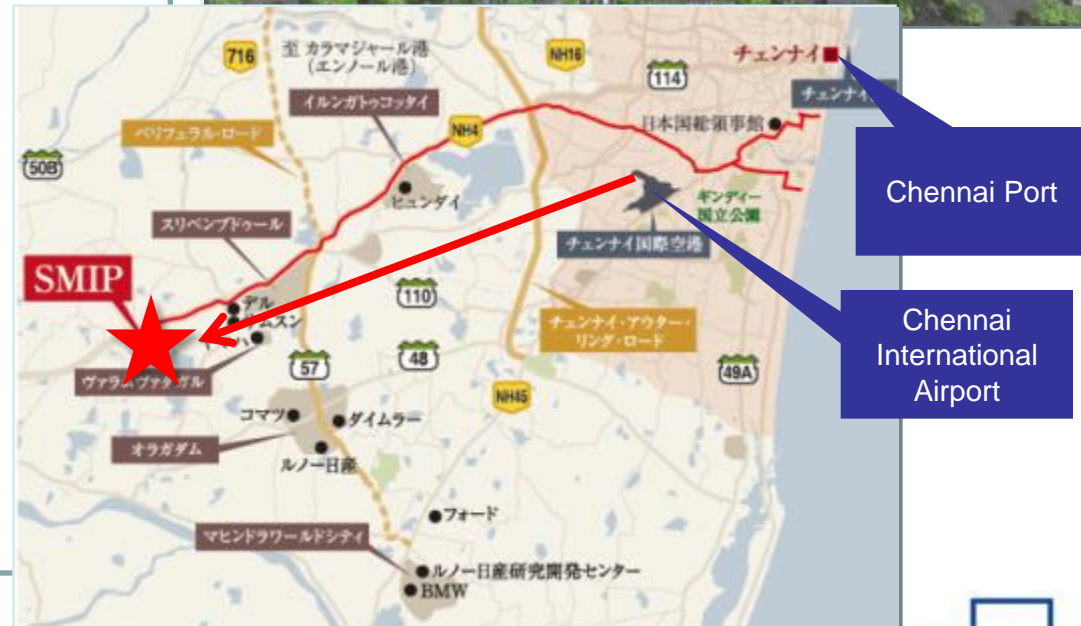 716
至 カラマジャール港
(エンノール港)
NH16
114
チェンナイ
チェンナイ
Chennai Port
イルンガトゥコッタイ
ペリフェラル・ロード
NH4
日本国総領事館
50B
ヒュンダイ
ギンディー
国立公園
スリペンブドゥール
チェンナイ国際空港
SMIP
デル
110
チェンナイ・アウター・
リング・ロード
Chennai
International
Airport
57
48
49A
NH45
コマツ
ダイムラー
オラガダム
ルノー日産
フォード
マヒンドラワールドシティ
ルノー日産研究開発センター
BMW